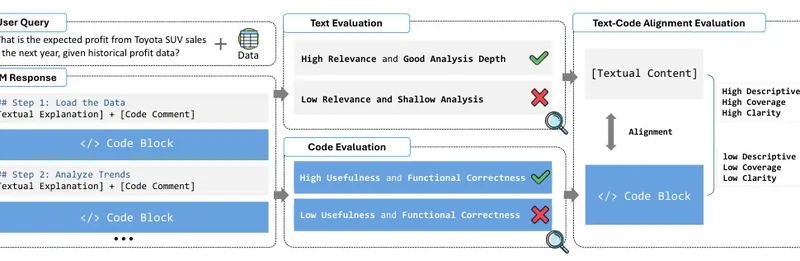 User Query
hat is the expected profit from Toyota SUV sales
the next year, given historical profit data?
+
Data
M Response
## Step 1: Load the Data
Textual Explanation] + [Code Comment]
</> Code Block
## Step 2: Analyze Trends
Textual Explanation] + [Code Comment]
</> Code Block
...
Text Evaluation
High Relevance and Good Analysis Depth
Low Relevance and Shallow Analysis
Code Evaluation
High Usefulness and Functional Correctness
Low Usefulness and Functional Correctness
Text-Code Alignment Evaluation
[Textual Content]
Alignment
</> Code Block
High Descriptive
High Coverage
High Clarity
low Descriptive
Low Coverage
Low Clarity